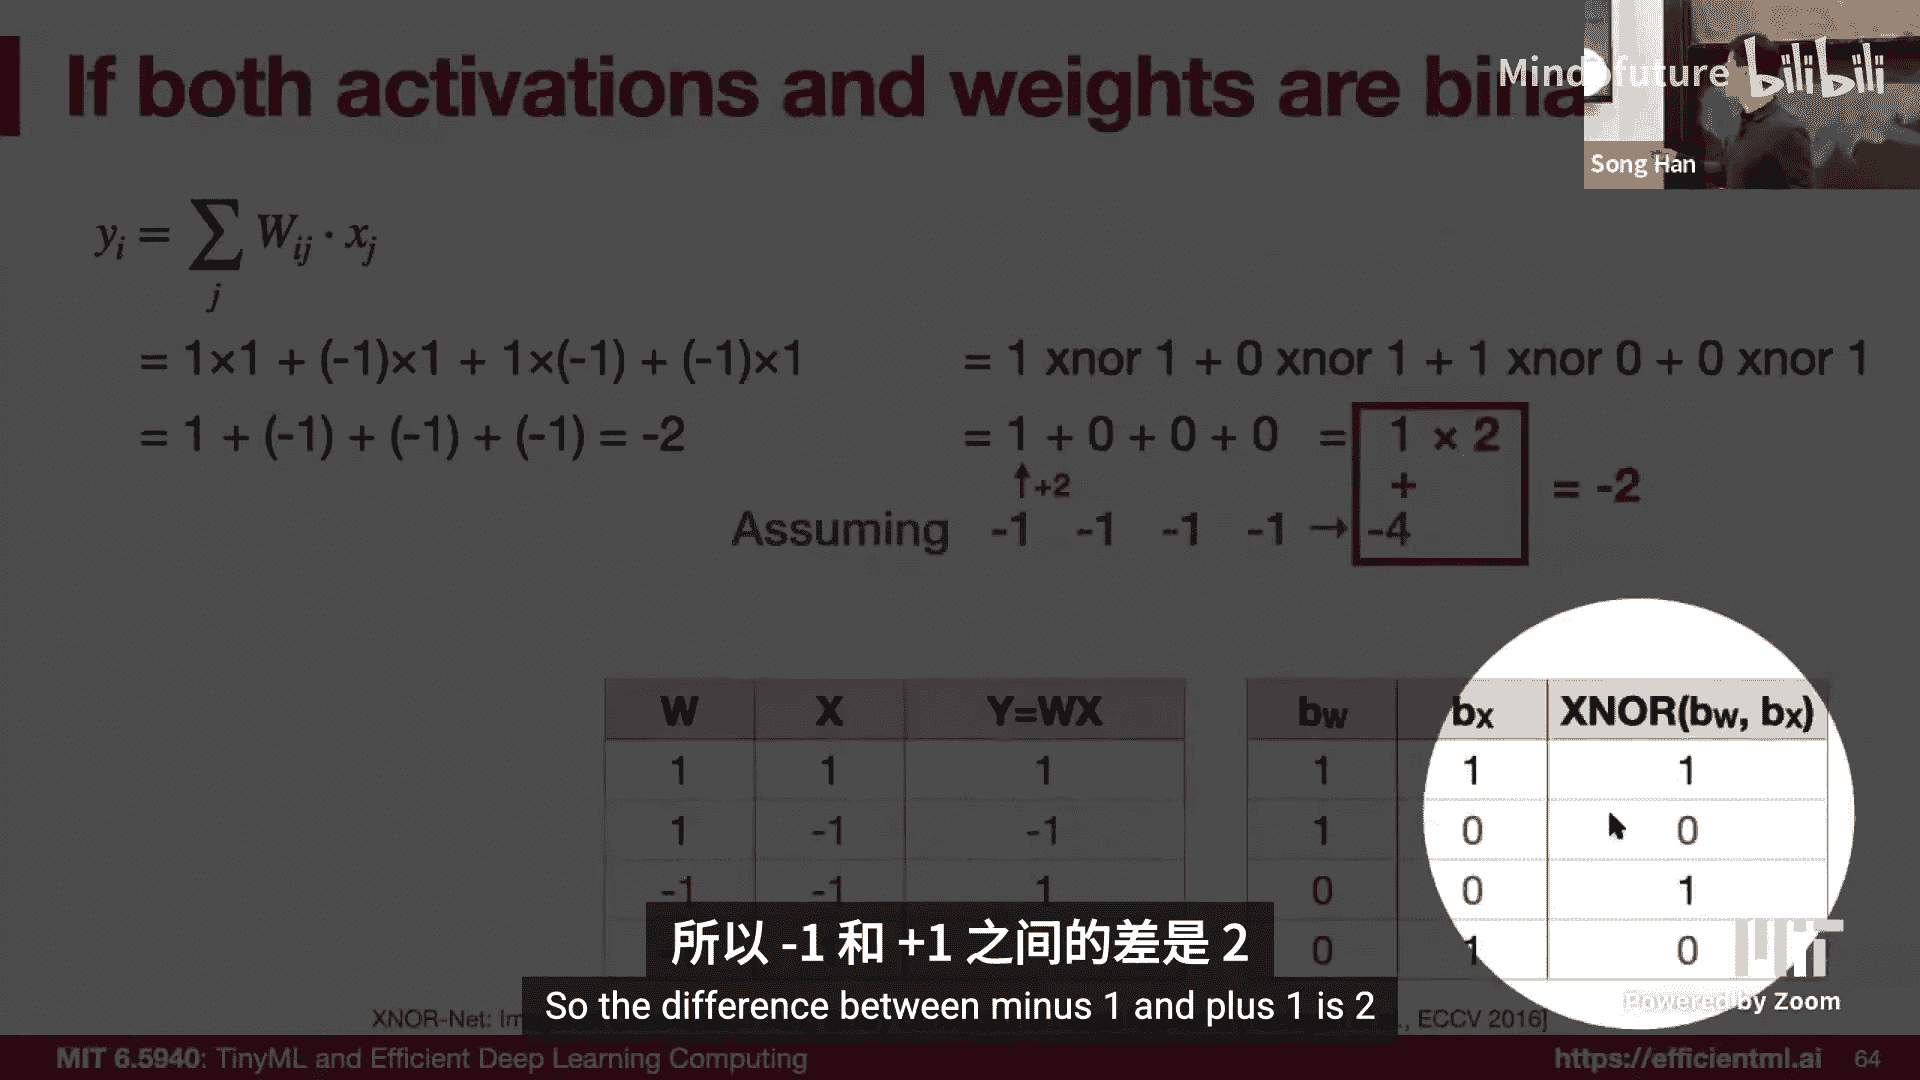 If both activations and weights are bina
Mind future bilibili
Song Han
yᵢ = ∑ⱼ Wᵢⱼ · xⱼ
= 1×1 + (-1)×1 + 1×(-1) + (-1)×1
= 1 xnor 1 + 0 xnor 1 + 1 xnor 0 + 0 xnor 1
= 1 + (-1) + (-1) + (-1) = -2
= 1 + 0 + 0 + 0 = 1 × 2
↑+2
+ = -2
Assuming -1 -1 -1 -1 → -4
W X Y=WX
1 1 1
1 -1 -1
-1 -1 1
bw bx XNOR(bw, bx)
1 1 1
1 0 0
0 0 1
0 1 0
所以 -1 和 +1 之间的差是 2
So the difference between minus 1 and plus 1 is 2
MIT
Powered by Zoom
XNOR-Net: Im
, ECCV 2016]
MIT 6.5940: TinyML and Efficient Deep Learning Computing
https://efficientml.ai 64